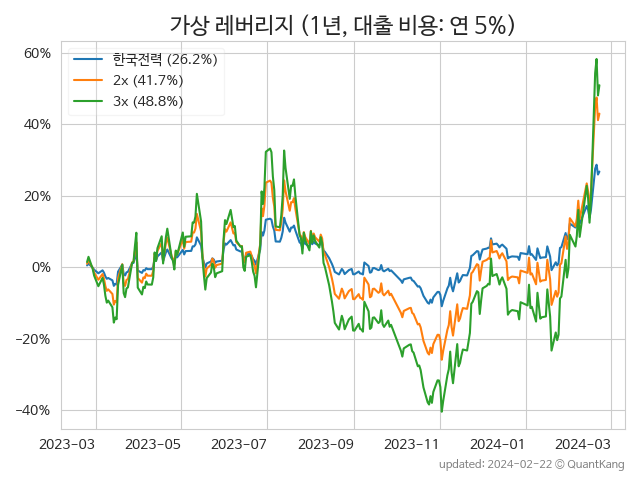 가상 레버리지 (1년, 대출 비용: 연 5%)
60%
40%
20%
0%
−20%
−40%
한국전력 (26.2%)
2x (41.7%)
3x (48.8%)
2023-03 2023-05 2023-07 2023-09 2023-11 2024-01 2024-03
updated: 2024-02-22 © QuantKang